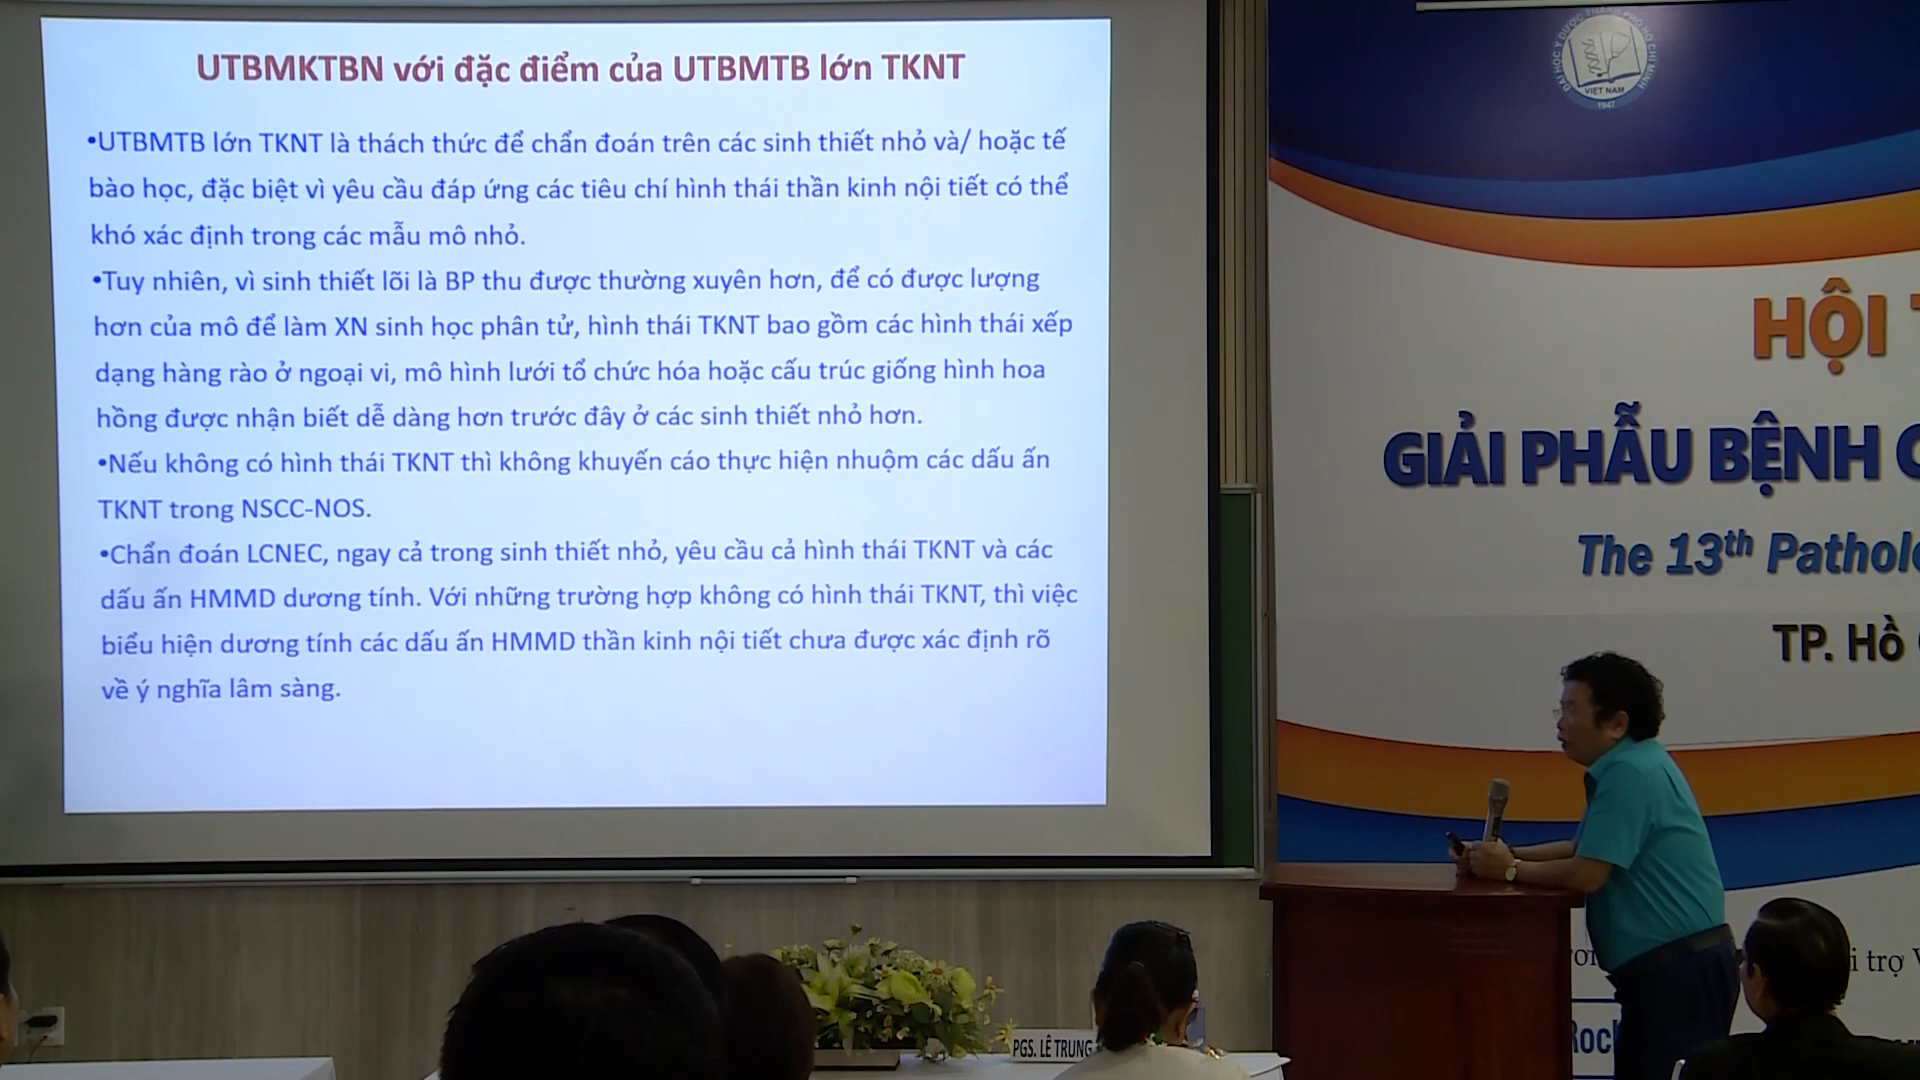 UTBMKTBN với đặc điểm của UTBMTB lớn TKNT
•UTBMTB lớn TKNT là thách thức để chẩn đoán trên các sinh thiết nhỏ và/ hoặc tế
bào học, đặc biệt vì yêu cầu đáp ứng các tiêu chí hình thái thần kinh nội tiết có thể
khó xác định trong các mẫu mô nhỏ.
•Tuy nhiên, vì sinh thiết lõi là BP thu được thường xuyên hơn, để có được lượng
hơn của mô để làm XN sinh học phân tử, hình thái TKNT bao gồm các hình thái xếp
dạng hàng rào ở ngoại vi, mô hình lưới tổ chức hóa hoặc cấu trúc giống hình hoa
hồng được nhận biết dễ dàng hơn trước đây ở các sinh thiết nhỏ hơn.
•Nếu không có hình thái TKNT thì không khuyến cáo thực hiện nhuộm các dấu ấn
TKNT trong NSCC-NOS.
•Chẩn đoán LCNEC, ngay cả trong sinh thiết nhỏ, yêu cầu cả hình thái TKNT và các
dấu ấn HMMD dương tính. Với những trường hợp không có hình thái TKNT, thì việc
biểu hiện dương tính các dấu ấn HMMD thần kinh nội tiết chưa được xác định rõ
về ý nghĩa lâm sàng.
ĐẠI HỌC Y DƯỢC THÀNH PHỐ HỒ CHÍ MINH
VIỆT NAM
1947
HỘI
GIẢI PHẪU BỆNH
The 13th
TP. Hồ
i trợ
PGS. LÊ TRUNG